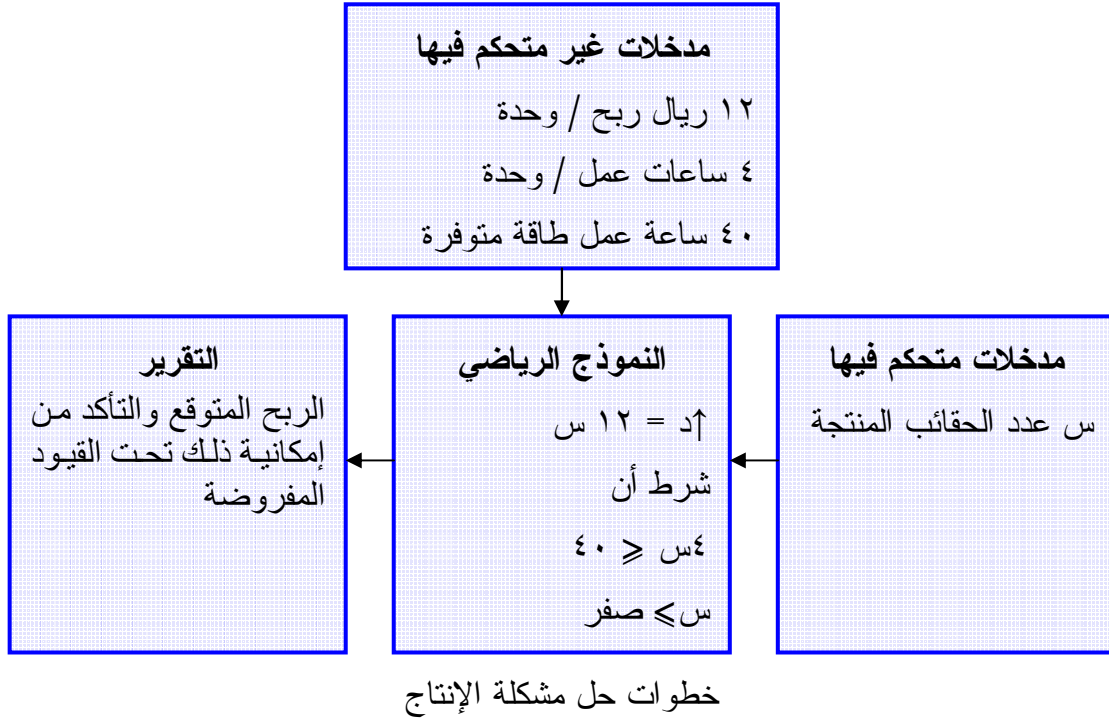 مدخلات غير متحكم فيها
١٢ ريال ربح / وحدة
٤ ساعات عمل / وحدة
٤٠ ساعة عمل طاقة متوفرة
مدخلات متحكم فيها
س عدد الحقائب المنتجة
النموذج الرياضي
↑د = ١٢ س
شرط أن
٤س ⩽ ٤٠
س⩾ صفر
التقرير
الربح المتوقع والتأكد من
إمكانية ذلك تحت القيود
المفروضة
خطوات حل مشكلة الإنتاج